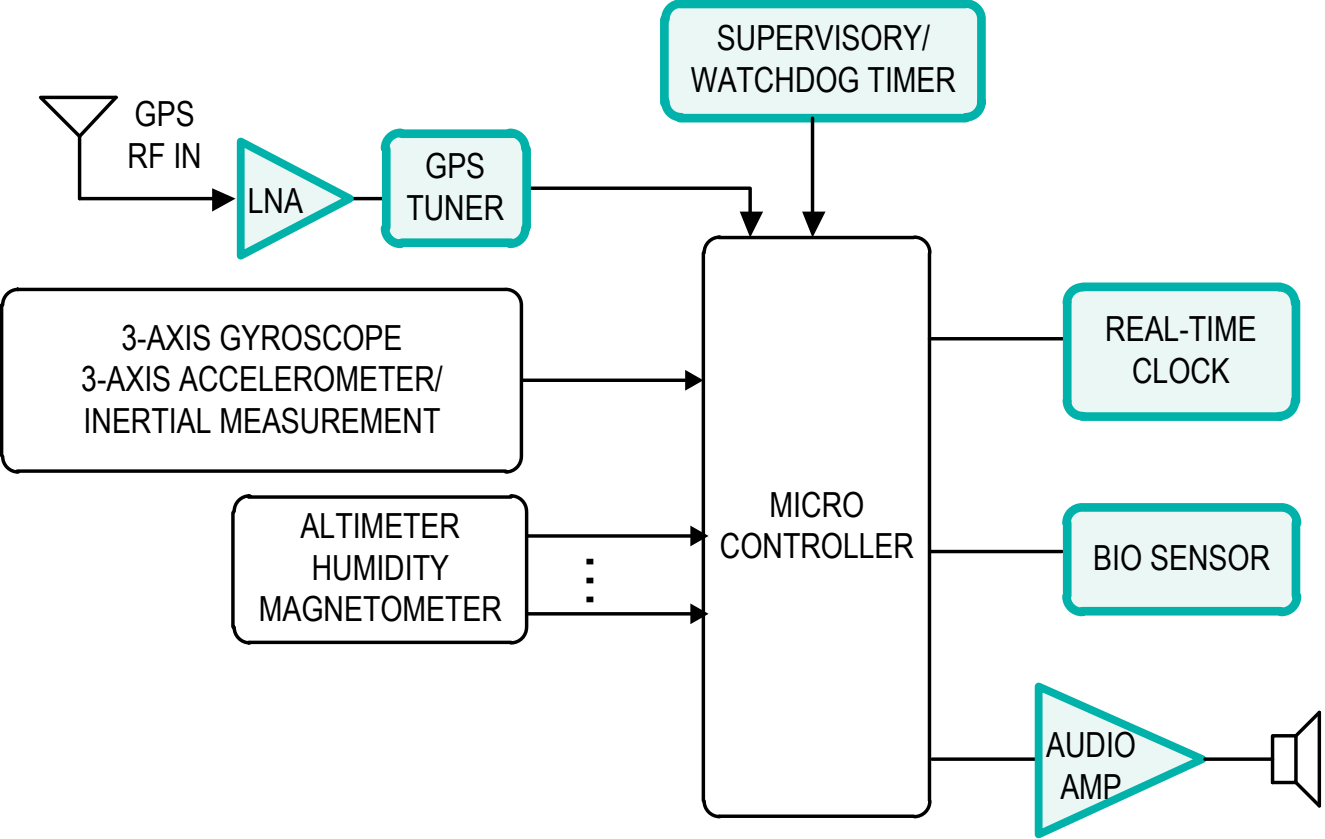 SUPERVISORY/
WATCHDOG TIMER
GPS
RF IN
LNA
GPS
TUNER
3-AXIS GYROSCOPE
3-AXIS ACCELEROMETER/
INERTIAL MEASUREMENT
ALTIMETER
HUMIDITY
MAGNETOMETER
MICRO
CONTROLLER
REAL-TIME
CLOCK
BIO SENSOR
AUDIO
AMP